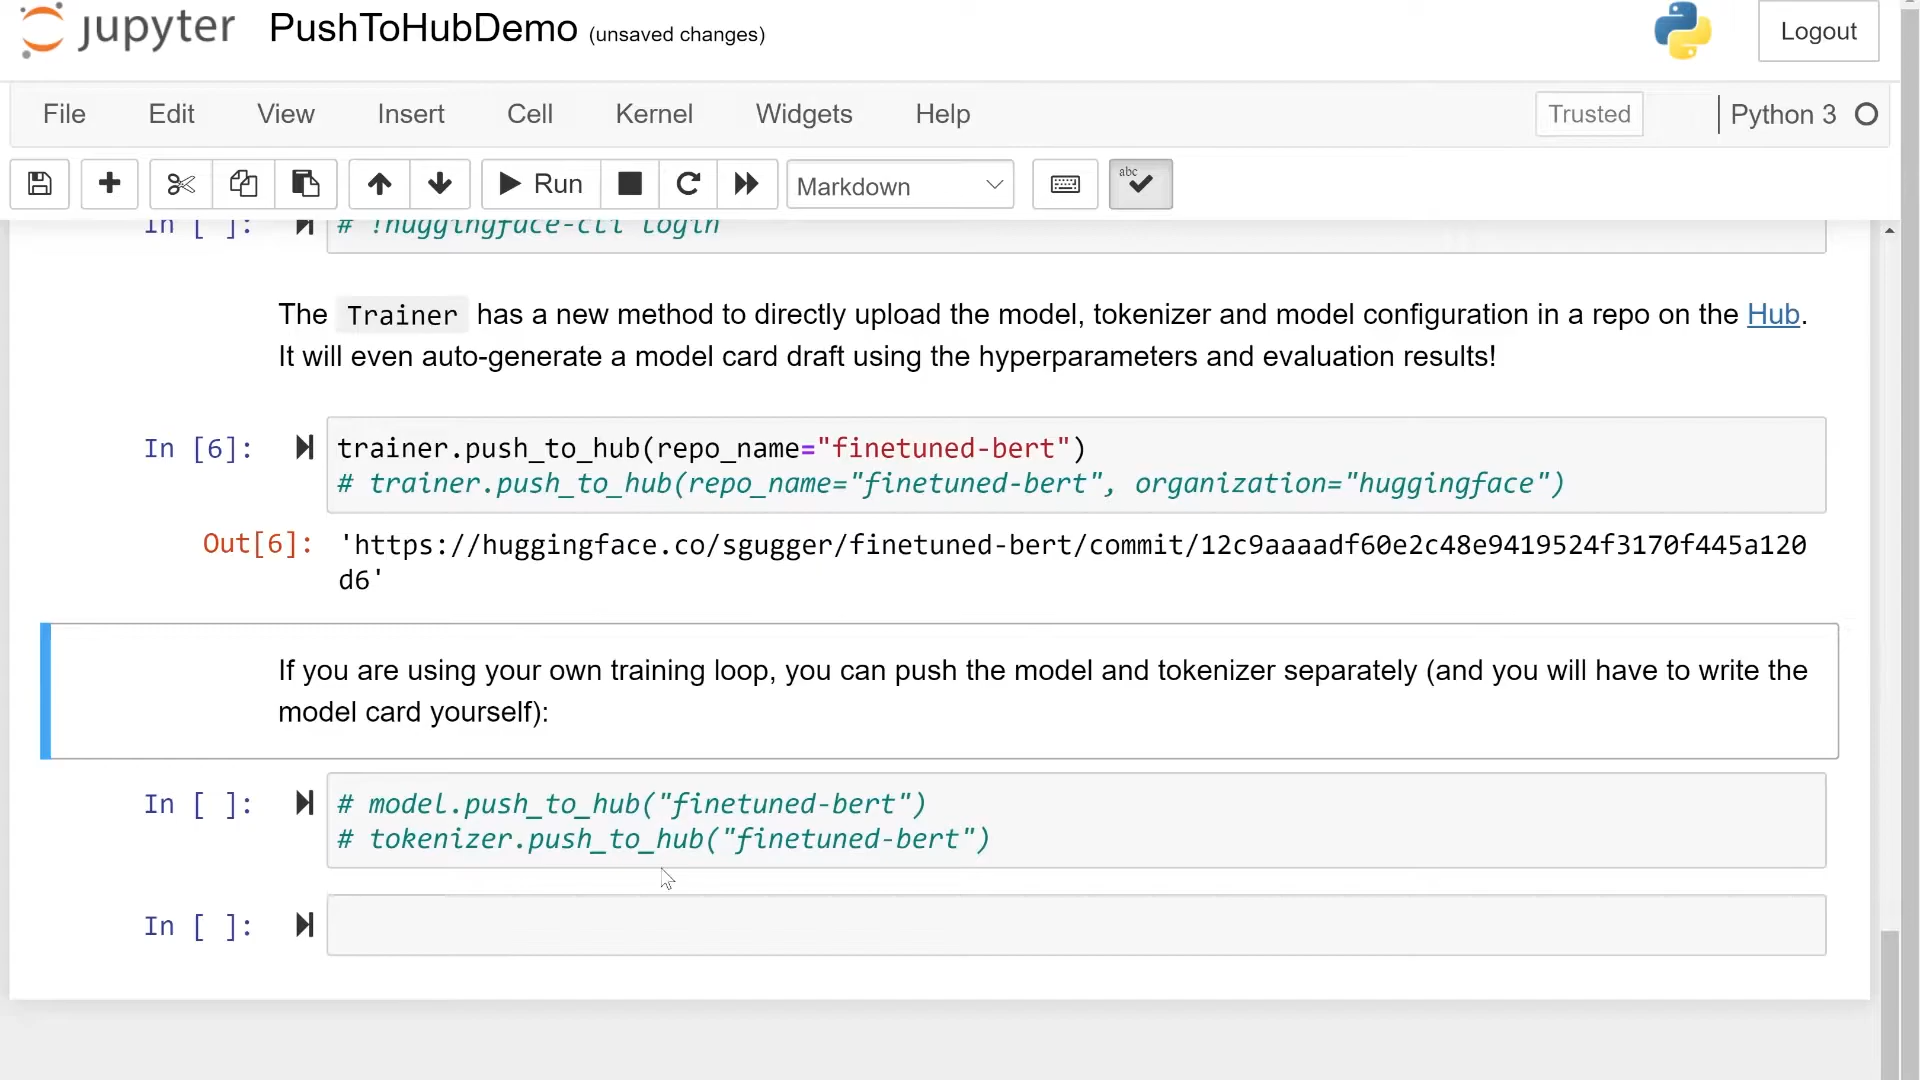 jupyter PushToHubDemo (unsaved changes) Logout
File Edit View Insert Cell Kernel Widgets Help Trusted Python 3
Run Markdown abc
In [ ]: # !huggingface-cli login
The Trainer has a new method to directly upload the model, tokenizer and model configuration in a repo on the Hub.
It will even auto-generate a model card draft using the hyperparameters and evaluation results!
In [6]: trainer.push_to_hub(repo_name="finetuned-bert")
# trainer.push_to_hub(repo_name="finetuned-bert", organization="huggingface")
Out[6]: 'https://huggingface.co/sgugger/finetuned-bert/commit/12c9aaaadf60e2c48e9419524f3170f445a120
d6'
If you are using your own training loop, you can push the model and tokenizer separately (and you will have to write the
model card yourself):
In [ ]: # model.push_to_hub("finetuned-bert")
# tokenizer.push_to_hub("finetuned-bert")
In [ ]: